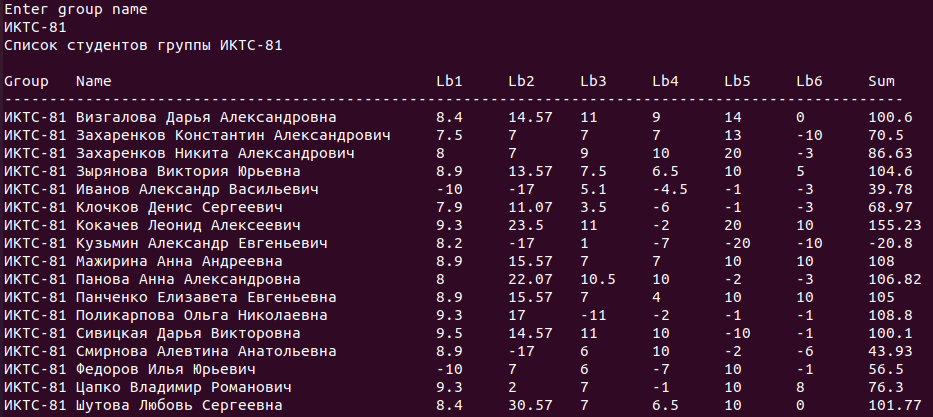 Enter group name
ИКТС-81
Список студентов группы ИКТС-81
Group Name Lb1 Lb2 Lb3 Lb4 Lb5 Lb6 Sum
----------------------------------------------------------------------------------------------------
ИКТС-81 Визгалова Дарья Александровна 8.4 14.57 11 9 14 0 100.6
ИКТС-81 Захаренков Константин Александрович 7.5 7 7 7 13 -10 70.5
ИКТС-81 Захаренков Никита Александрович 8 7 9 10 20 -3 86.63
ИКТС-81 Зырянова Виктория Юрьевна 8.9 13.57 7.5 6.5 10 5 104.6
ИКТС-81 Иванов Александр Васильевич -10 -17 5.1 -4.5 -1 -3 39.78
ИКТС-81 Клочков Денис Сергеевич 7.9 11.07 3.5 -6 -1 -3 68.97
ИКТС-81 Кокачев Леонид Алексеевич 9.3 23.5 11 -2 20 10 155.23
ИКТС-81 Кузьмин Александр Евгеньевич 8.2 -17 1 -7 -20 -10 -20.8
ИКТС-81 Мажирина Анна Андреевна 8.9 15.57 7 7 10 10 108
ИКТС-81 Панова Анна Александровна 8 22.07 10.5 10 -2 -3 106.82
ИКТС-81 Панченко Елизавета Евгеньевна 8.9 15.57 7 4 10 10 105
ИКТС-81 Поликарпова Ольга Николаевна 9.3 17 -11 -2 -1 -1 108.8
ИКТС-81 Сивицкая Дарья Викторовна 9.5 14.57 11 10 -10 -1 100.1
ИКТС-81 Смирнова Алевтина Анатольевна 8.9 -17 6 10 -2 -6 43.93
ИКТС-81 Федоров Илья Юрьевич -10 7 6 -7 10 -1 56.5
ИКТС-81 Цапко Владимир Романович 9.3 2 7 -1 10 8 76.3
ИКТС-81 Шутова Любовь Сергеевна 8.4 30.57 7 6.5 10 0 101.77